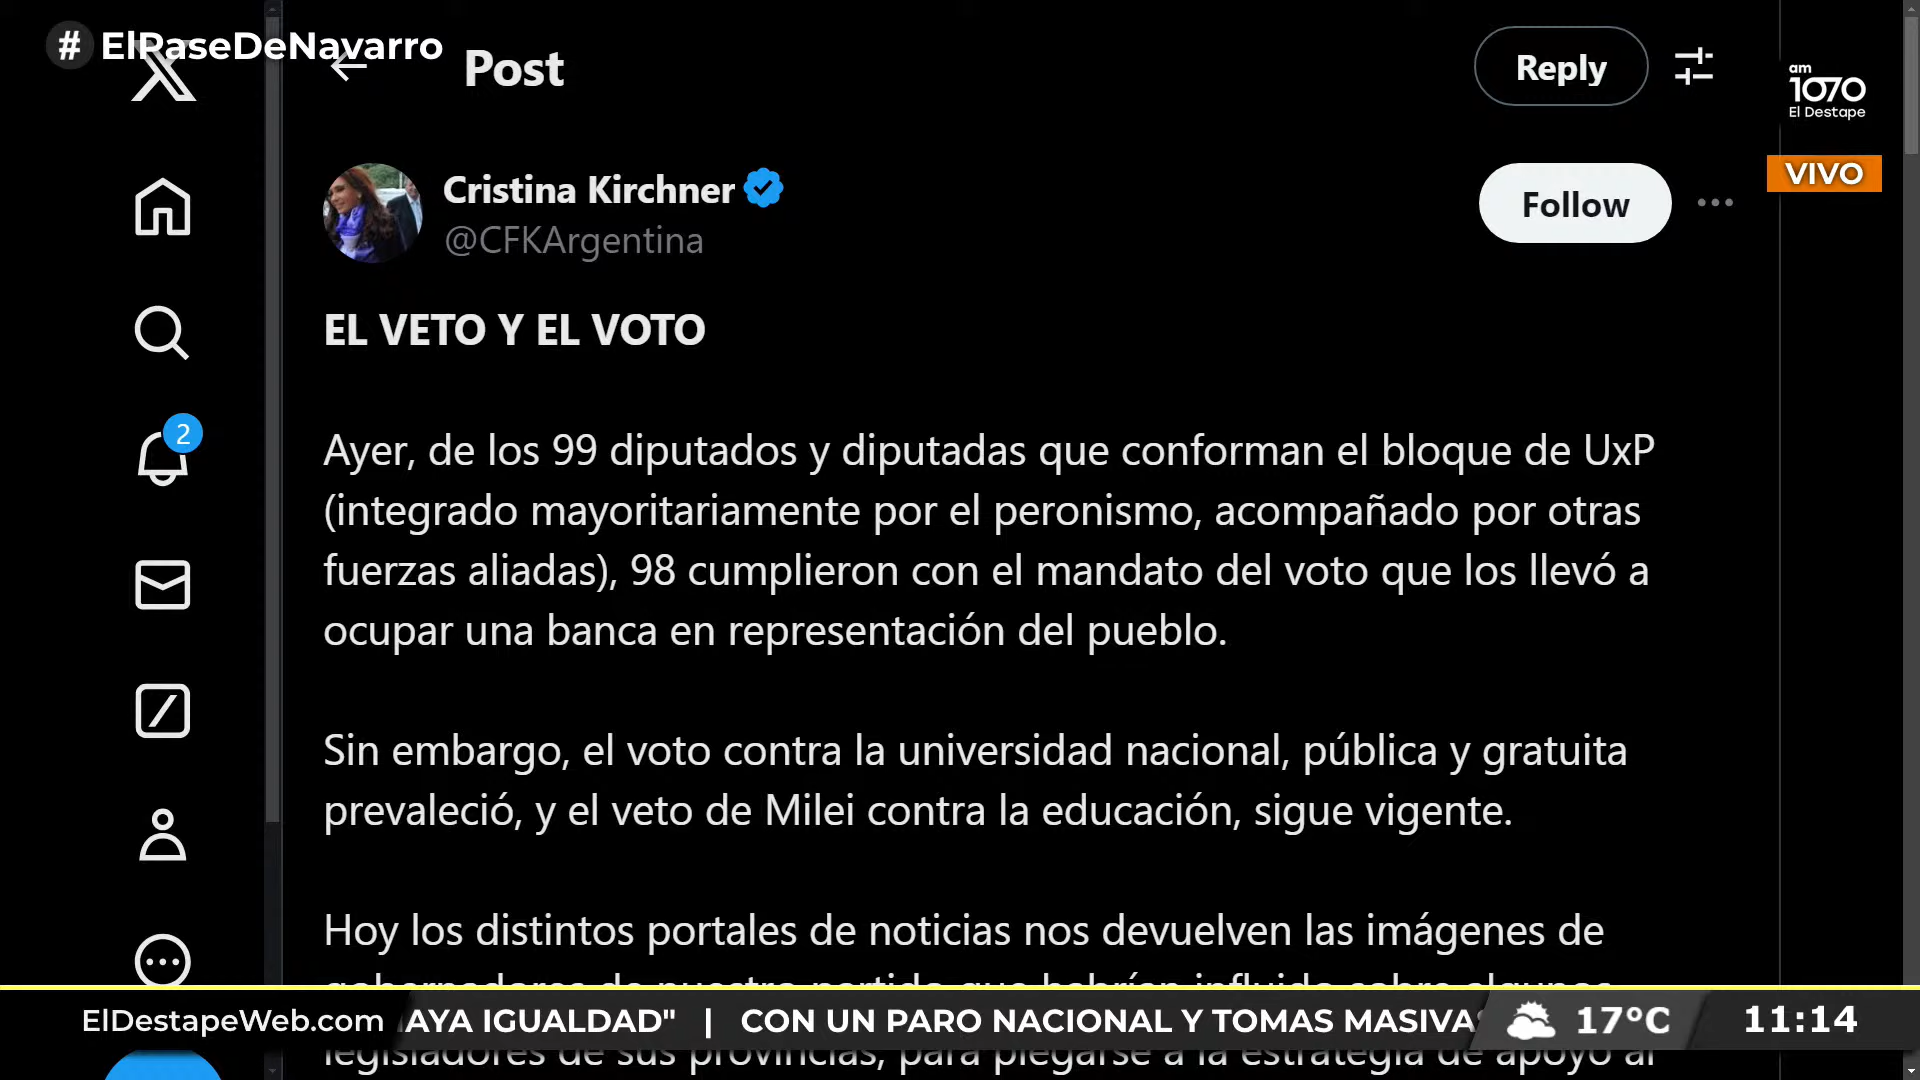 # ElPaseDeNavarro
Post
Reply
am
1070
El Destape
VIVO
Cristina Kirchner
@CFKArgentina
Follow
EL VETO Y EL VOTO
2
Ayer, de los 99 diputados y diputadas que conforman el bloque de UxP
(integrado mayoritariamente por el peronismo, acompañado por otras
fuerzas aliadas), 98 cumplieron con el mandato del voto que los llevó a
ocupar una banca en representación del pueblo.
Sin embargo, el voto contra la universidad nacional, pública y gratuita
prevaleció, y el veto de Milei contra la educación, sigue vigente.
Hoy los distintos portales de noticias nos devuelven las imágenes de
gobernadores de nuestro partido que habrían influido sobre algunos
ElDestapeWeb.com
AYA IGUALDAD" | CON UN PARO NACIONAL Y TOMAS MASIVAS
17°C
11:14
legisladores de sus provincias, para plegarse a la estrategia de apoyo al